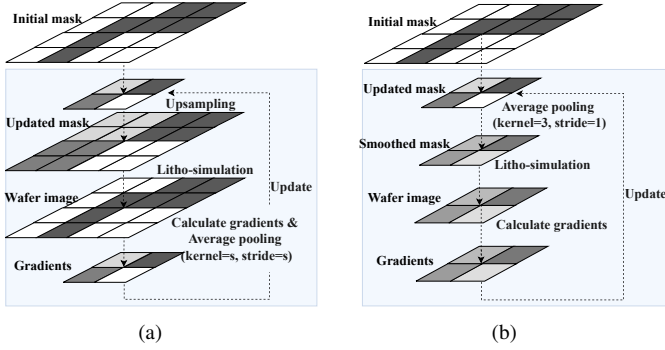 Initial mask
Upsampling
Updated mask
Litho-simulation
Wafer image
Update
Calculate gradients &
Average pooling
(kernel=s, stride=s)
Gradients
(a)
Initial mask
Updated mask
Average pooling
(kernel=3, stride=1)
Smoothed mask
Litho-simulation
Wafer image
Update
Calculate gradients
Gradients
(b)